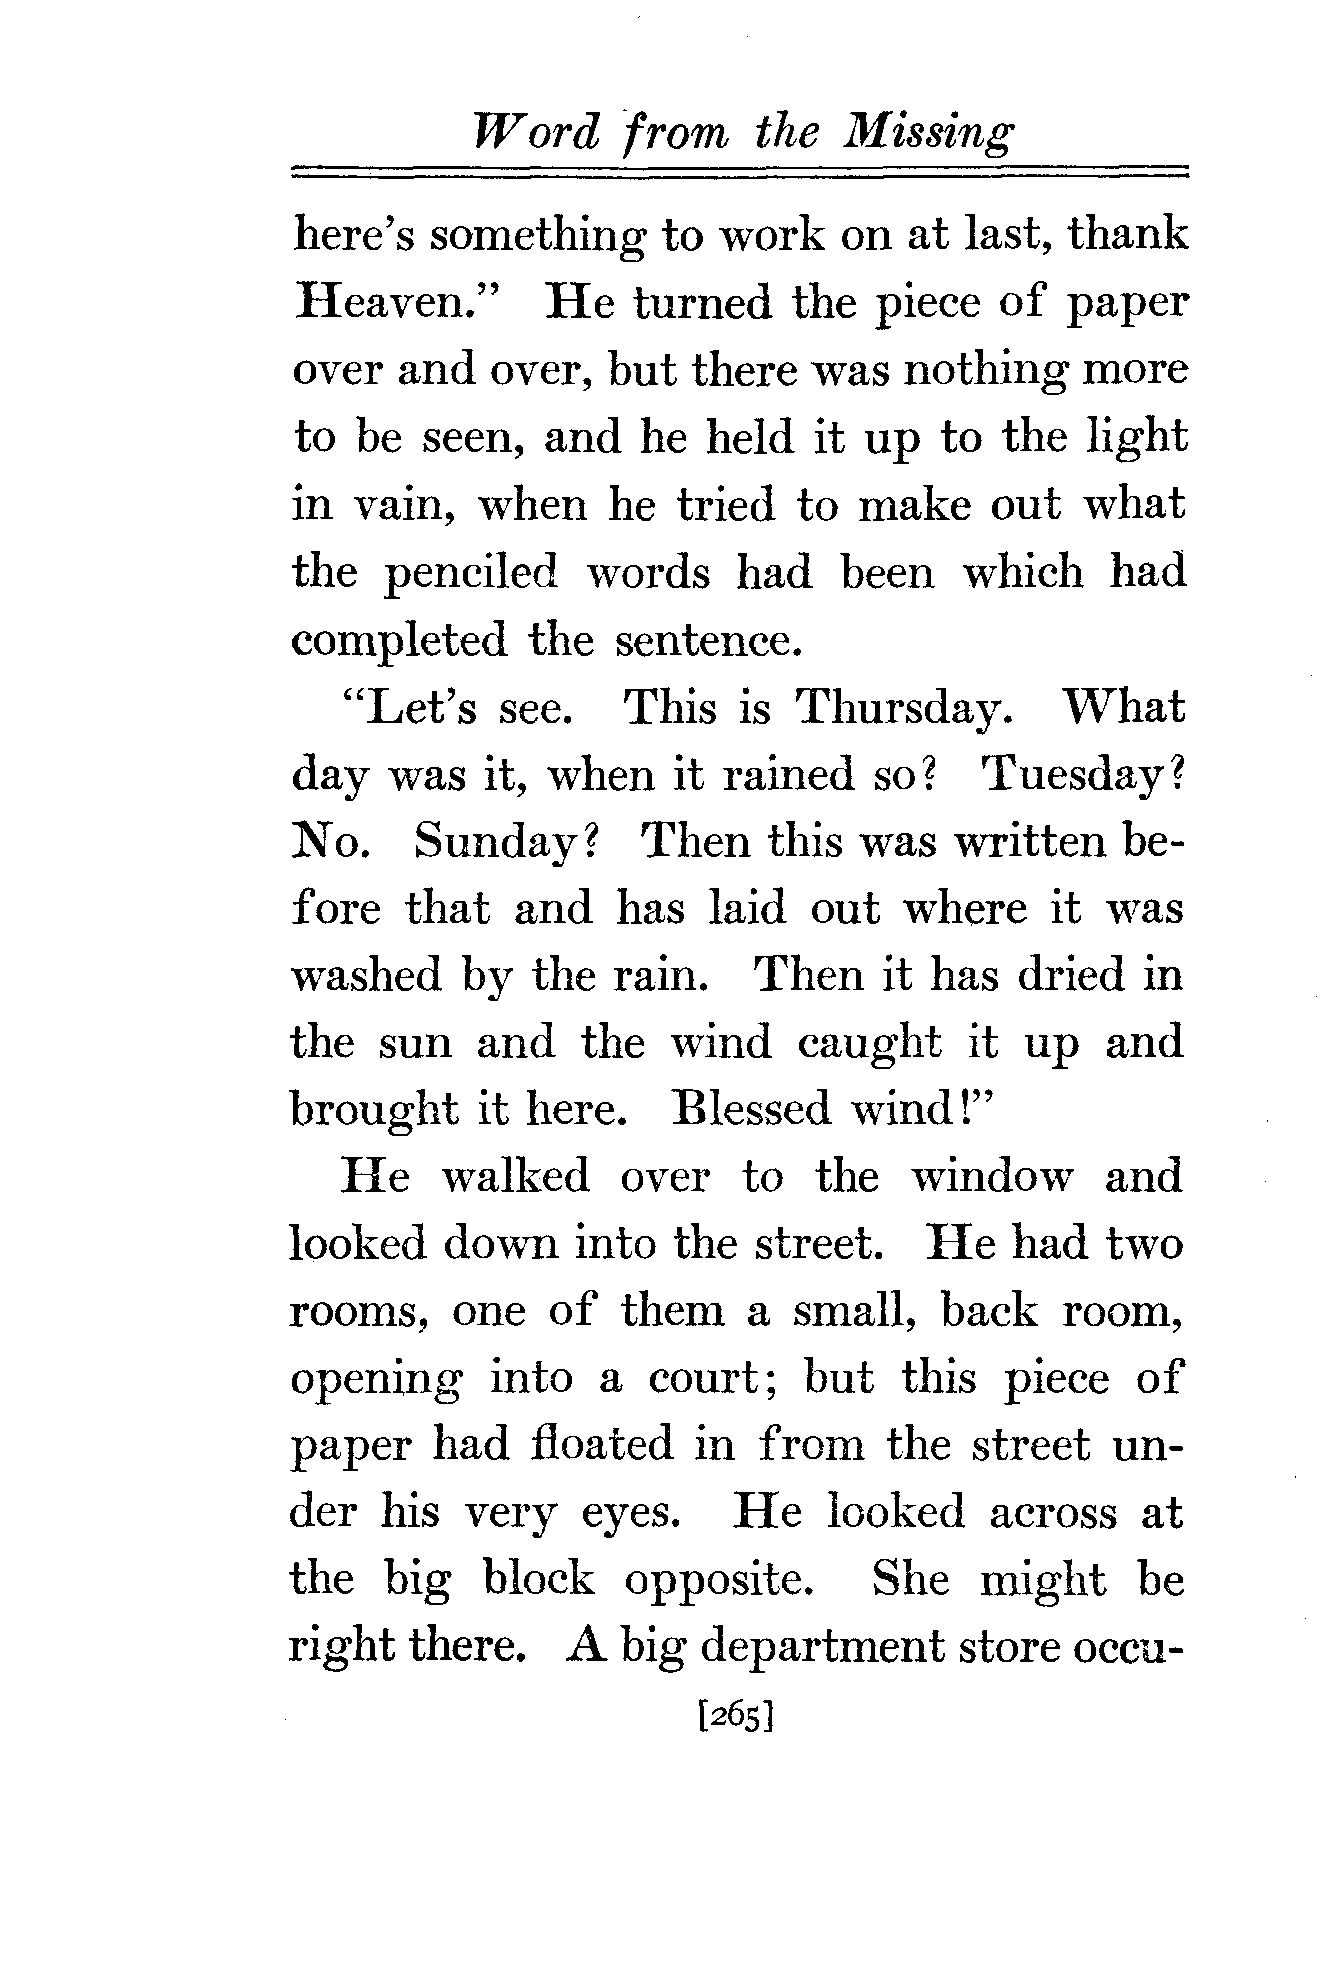 Word from the Missing
here's something to work on at last, thank
Heaven." He turned the piece of paper
over and over, but there was nothing more
to be seen, and he held it up to the light
in vain, when he tried to make out what
the penciled words had been which had
completed the sentence.
"Let's see. This is Thursday. What
day was it, when it rained so? Tuesday?
No. Sunday? Then this was written be-
fore that and has laid out where it was
washed by the rain. Then it has dried in
the sun and the wind caught it up and
brought it here. Blessed wind!"
He walked over to the window and
looked down into the street. He had two
rooms, one of them a small, back room,
opening into a court; but this piece of
paper had floated in from the street un-
der his very eyes. He looked across at
the big block opposite. She might be
right there. A big department store occu-
[265]